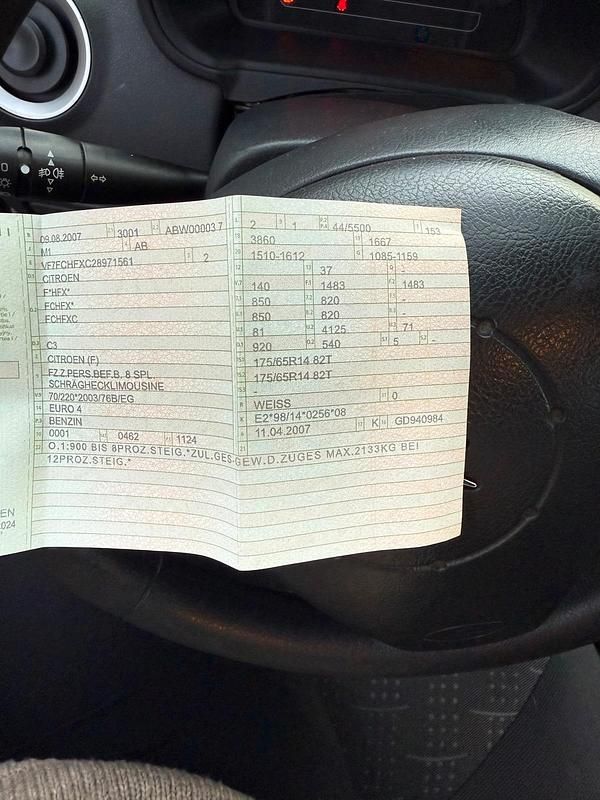 09.08.2007 3001 ABW00003 7
M1 AB
VF7FCHFXC28971561 2
CITROEN
F*HFX*
FCHFX*
FCHFXC
C3
CITROEN (F)
FZ.Z.PERS.BEF.B. 8 SPL.
SCHRÄGHECKLIMOUSINE
70/220*2003/76B/EG
EURO 4
BENZIN
0001 0462 1124
O.1:900 BIS 8PROZ.STEIG.*ZUL.GES-GEW.D.ZUGES MAX.2133KG BEI
12PROZ.STEIG.*
2 1 44/5500 153
3860 1667
1510-1612 1085-1159
37 -
140 1483 1483
850 820
850 820 -
81 4125 71
920 540 5
175/65R14 82T
175/65R14 82T
-
WEISS 0
E2*98/14*0256*08
11.04.2007 K GD940984
EN
024